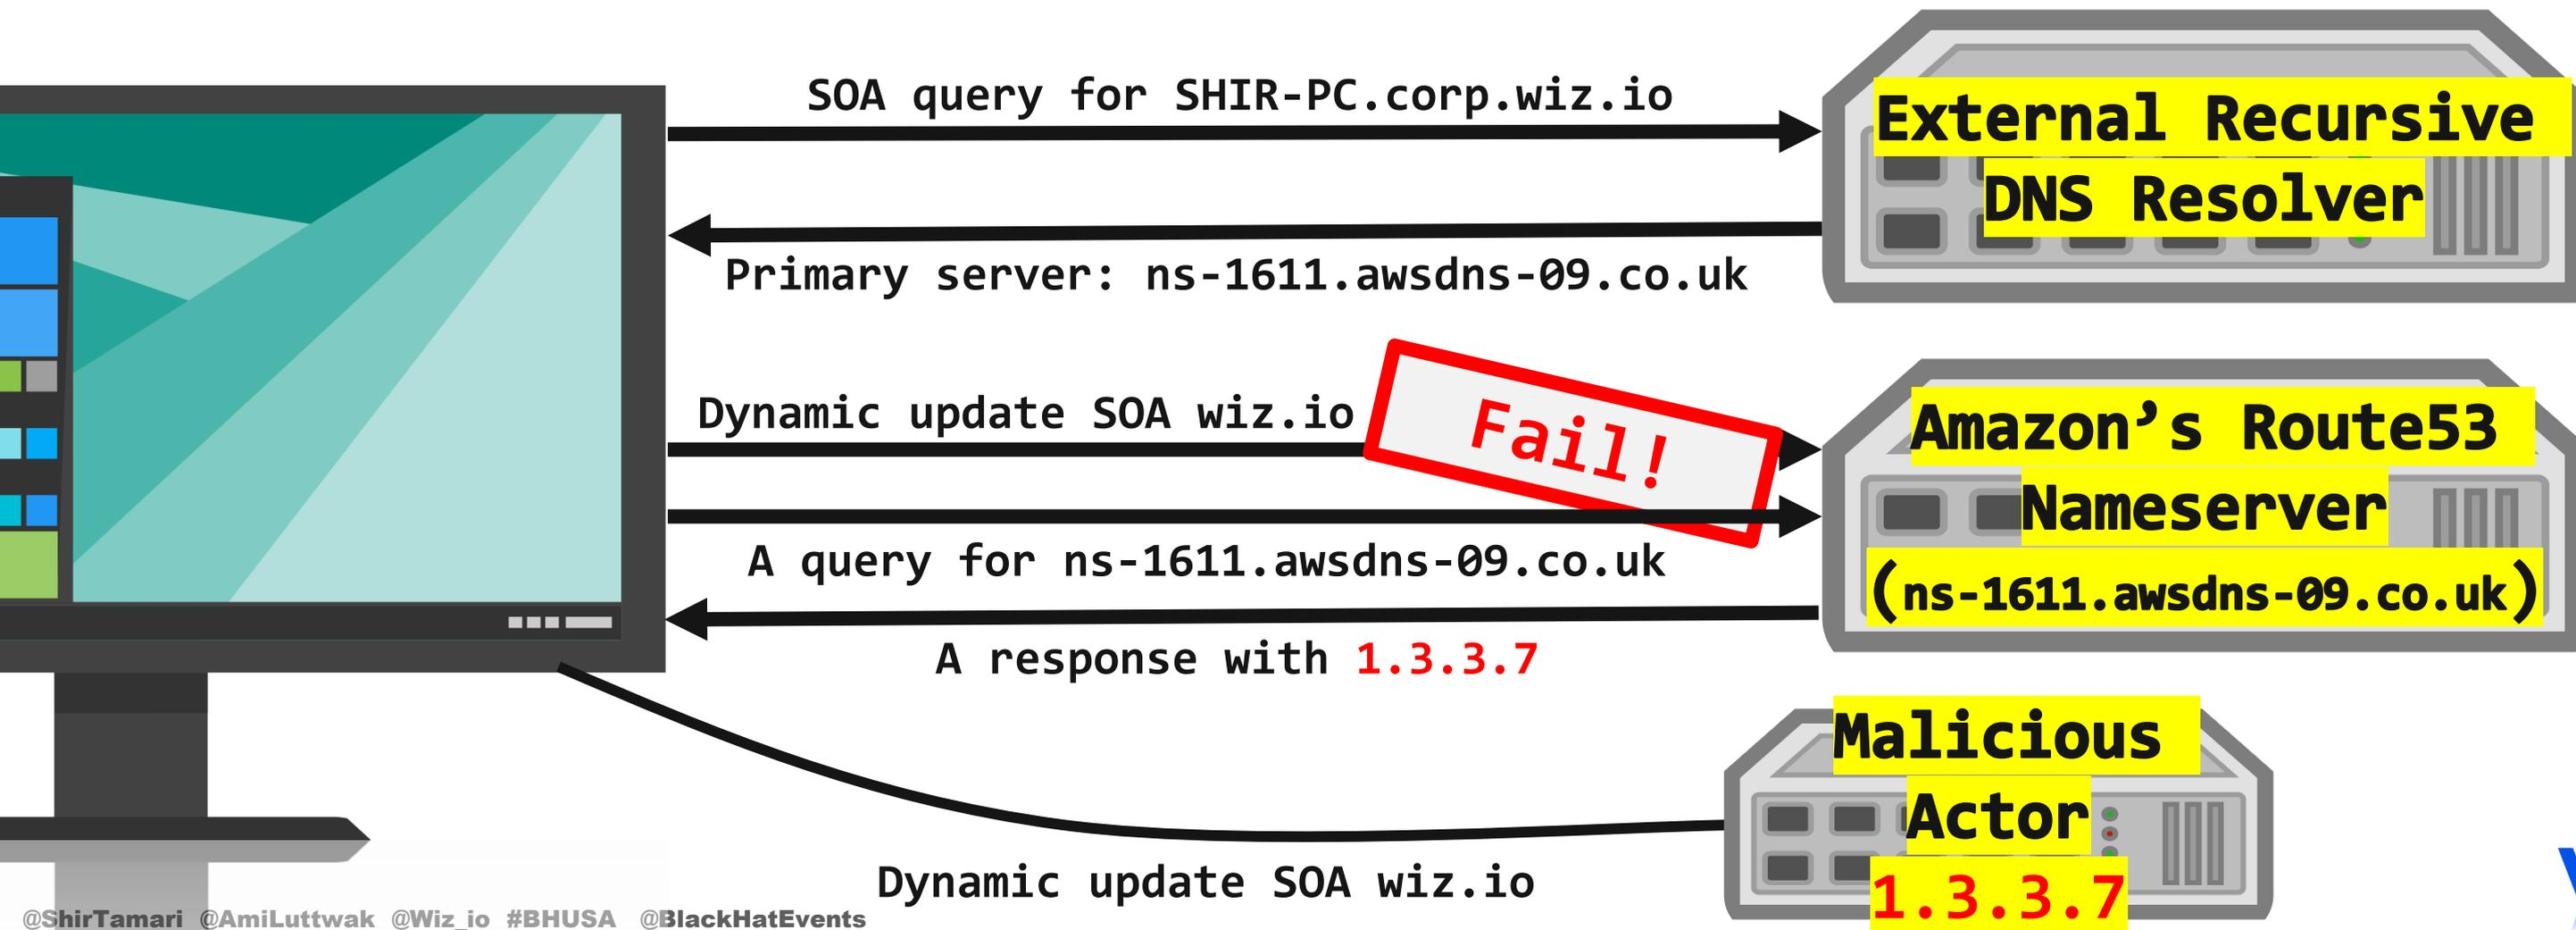 SOA query for SHIR-PC.corp.wiz.io
External Recursive
DNS Resolver
Primary server: ns-1611.awsdns-09.co.uk
Dynamic update SOA wiz.io
Fail!
Amazon’s Route53
Nameserver
(ns-1611.awsdns-09.co.uk)
A query for ns-1611.awsdns-09.co.uk
A response with 1.3.3.7
Malicious
Actor
1.3.3.7
Dynamic update SOA wiz.io
@ShirTamari @AmiLuttwak @Wiz_io #BHUSA @BlackHatEvents